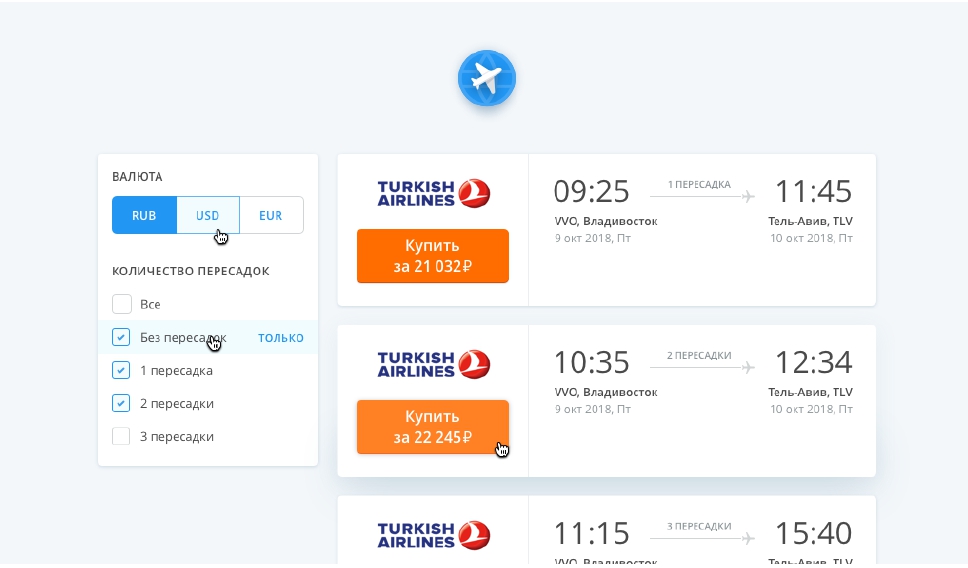 ВАЛЮТА
RUB USD EUR
КОЛИЧЕСТВО ПЕРЕСАДОК
Все
Без пересадок ТОЛЬКО
1 пересадка
2 пересадки
3 пересадки
TURKISH
AIRLINES
Купить
за 21 032₽
09:25 1 ПЕРЕСАДКА 11:45
VVO, Владивосток Тель-Авив, TLV
9 окт 2018, Пт 10 окт 2018, Пт
TURKISH
AIRLINES
Купить
за 22 245₽
10:35 2 ПЕРЕСАДКИ 12:34
VVO, Владивосток Тель-Авив, TLV
9 окт 2018, Пт 10 окт 2018, Пт
TURKISH
AIRLINES
11:15 3 ПЕРЕСАДКИ 15:40
VVO, Владивосток Тель-Авив, TLV